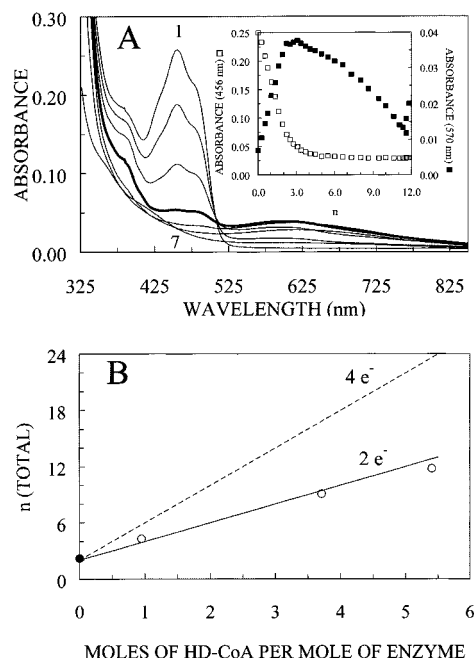 A
1
7
0.30
0.20
0.10
0.00
ABSORBANCE
325 425 525 625 725 825
WAVELENGTH (nm)
ABSORBANCE (456 nm) □
0.25
0.20
0.15
0.10
0.05
0.00
0.04
0.03
0.02
0.01
0.00
ABSORBANCE (570 nm) ■
0.0 3.0 6.0 9.0 12.0
n
B
4 e⁻
2 e⁻
24
18
12
6
0
n (TOTAL)
0 1 2 3 4 5 6
MOLES OF HD-CoA PER MOLE OF ENZYME